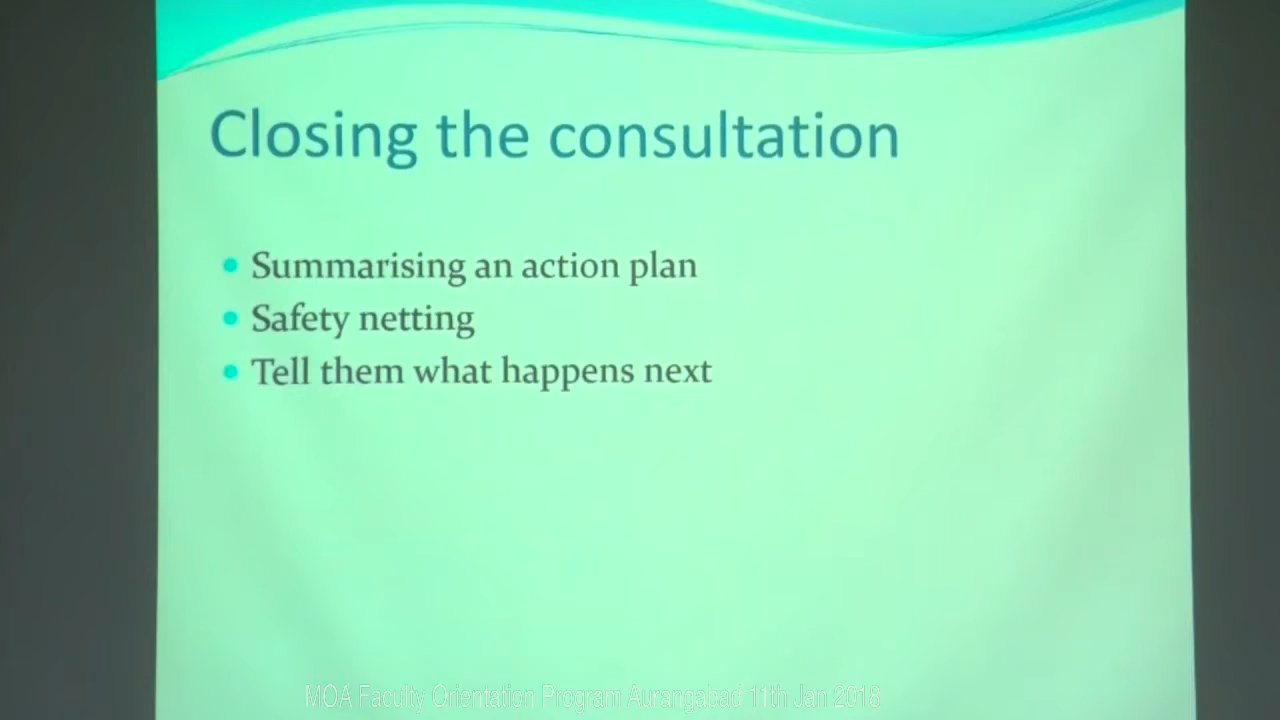 Closing the consultation
• Summarising an action plan
• Safety netting
• Tell them what happens next
MOA Faculty Orientation Program Aurangabad 11th Jan 2018